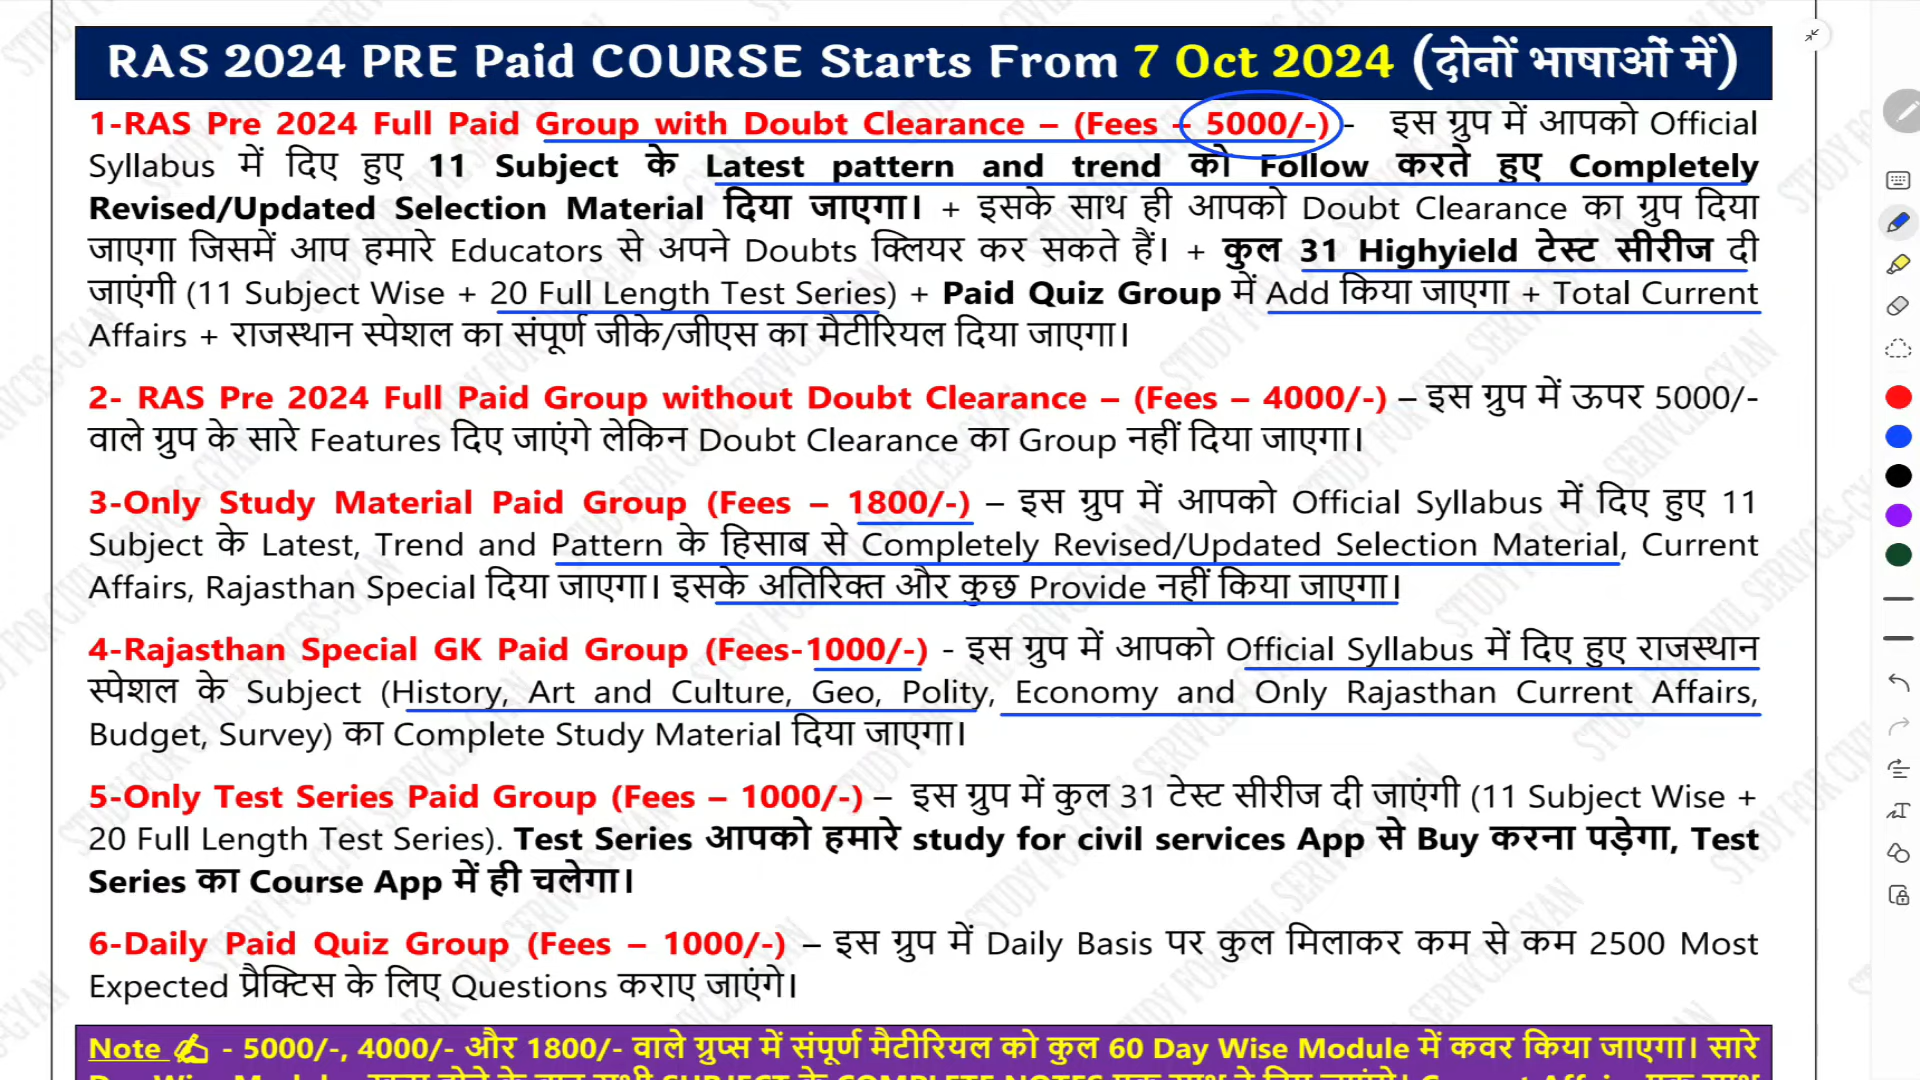 RAS 2024 PRE Paid COURSE Starts From 7 Oct 2024 (दोनों भाषाओं में)
1-RAS Pre 2024 Full Paid Group with Doubt Clearance – (Fees – 5000/-) - इस ग्रुप में आपको Official
Syllabus में दिए हुए 11 Subject के Latest pattern and trend को Follow करते हुए Completely
Revised/Updated Selection Material दिया जाएगा। + इसके साथ ही आपको Doubt Clearance का ग्रुप दिया
जाएगा जिसमें आप हमारे Educators से अपने Doubts क्लियर कर सकते हैं। + कुल 31 Highyield टेस्ट सीरीज दी
जाएंगी (11 Subject Wise + 20 Full Length Test Series) + Paid Quiz Group में Add किया जाएगा + Total Current
Affairs + राजस्थान स्पेशल का संपूर्ण जीके/जीएस का मैटीरियल दिया जाएगा।
2- RAS Pre 2024 Full Paid Group without Doubt Clearance – (Fees – 4000/-) – इस ग्रुप में ऊपर 5000/-
वाले ग्रुप के सारे Features दिए जाएंगे लेकिन Doubt Clearance का Group नहीं दिया जाएगा।
3-Only Study Material Paid Group (Fees – 1800/-) – इस ग्रुप में आपको Official Syllabus में दिए हुए 11
Subject के Latest, Trend and Pattern के हिसाब से Completely Revised/Updated Selection Material, Current
Affairs, Rajasthan Special दिया जाएगा। इसके अतिरिक्त और कुछ Provide नहीं किया जाएगा।
4-Rajasthan Special GK Paid Group (Fees-1000/-) - इस ग्रुप में आपको Official Syllabus में दिए हुए राजस्थान
स्पेशल के Subject (History, Art and Culture, Geo, Polity, Economy and Only Rajasthan Current Affairs,
Budget, Survey) का Complete Study Material दिया जाएगा।
5-Only Test Series Paid Group (Fees – 1000/-) – इस ग्रुप में कुल 31 टेस्ट सीरीज दी जाएंगी (11 Subject Wise +
20 Full Length Test Series). Test Series आपको हमारे study for civil services App से Buy करना पड़ेगा, Test
Series का Course App में ही चलेगा।
6-Daily Paid Quiz Group (Fees – 1000/-) – इस ग्रुप में Daily Basis पर कुल मिलाकर कम से कम 2500 Most
Expected प्रैक्टिस के लिए Questions कराए जाएंगे।
Note ✍ - 5000/-, 4000/- और 1800/- वाले ग्रुप्स में संपूर्ण मैटीरियल को कुल 60 Day Wise Module में कवर किया जाएगा। सारे